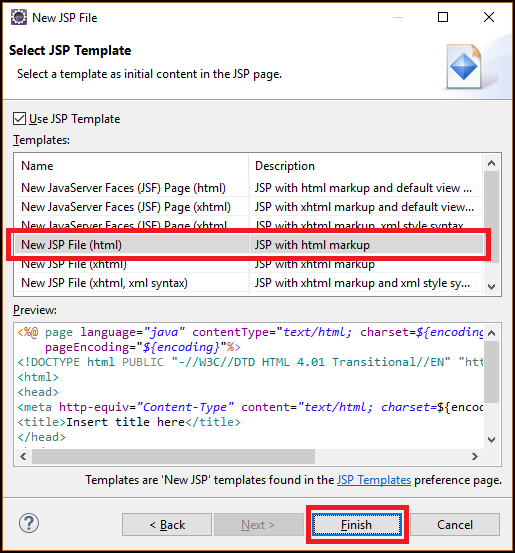 New JSP File
Select JSP Template
Select a template as initial content in the JSP page.
Use JSP Template
Templates:
Name Description
New JavaServer Faces (JSF) Page (html) JSP with html markup and default view ...
New JavaServer Faces (JSF) Page (xhtml) JSP with xhtml markup and default view...
New JavaServer Faces (JSF) Page (xhtml JSP with xhtml markup, xml style syntax
New JSP File (html) JSP with html markup
New JSP File (xhtml) JSP with xhtml markup
New JSP File (xhtml, xml syntax) JSP with xhtml markup and xml style sy...
Preview:
<%@ page language="java" contentType="text/html; charset=${encoding
pageEncoding="${encoding}"%>
<!DOCTYPE html PUBLIC "-//W3C//DTD HTML 4.01 Transitional//EN" "htt
<html>
<head>
<meta http-equiv="Content-Type" content="text/html; charset=${enco
<title>Insert title here</title>
</head>
Templates are 'New JSP' templates found in the JSP Templates preference page.
? < Back Next > Finish Cancel